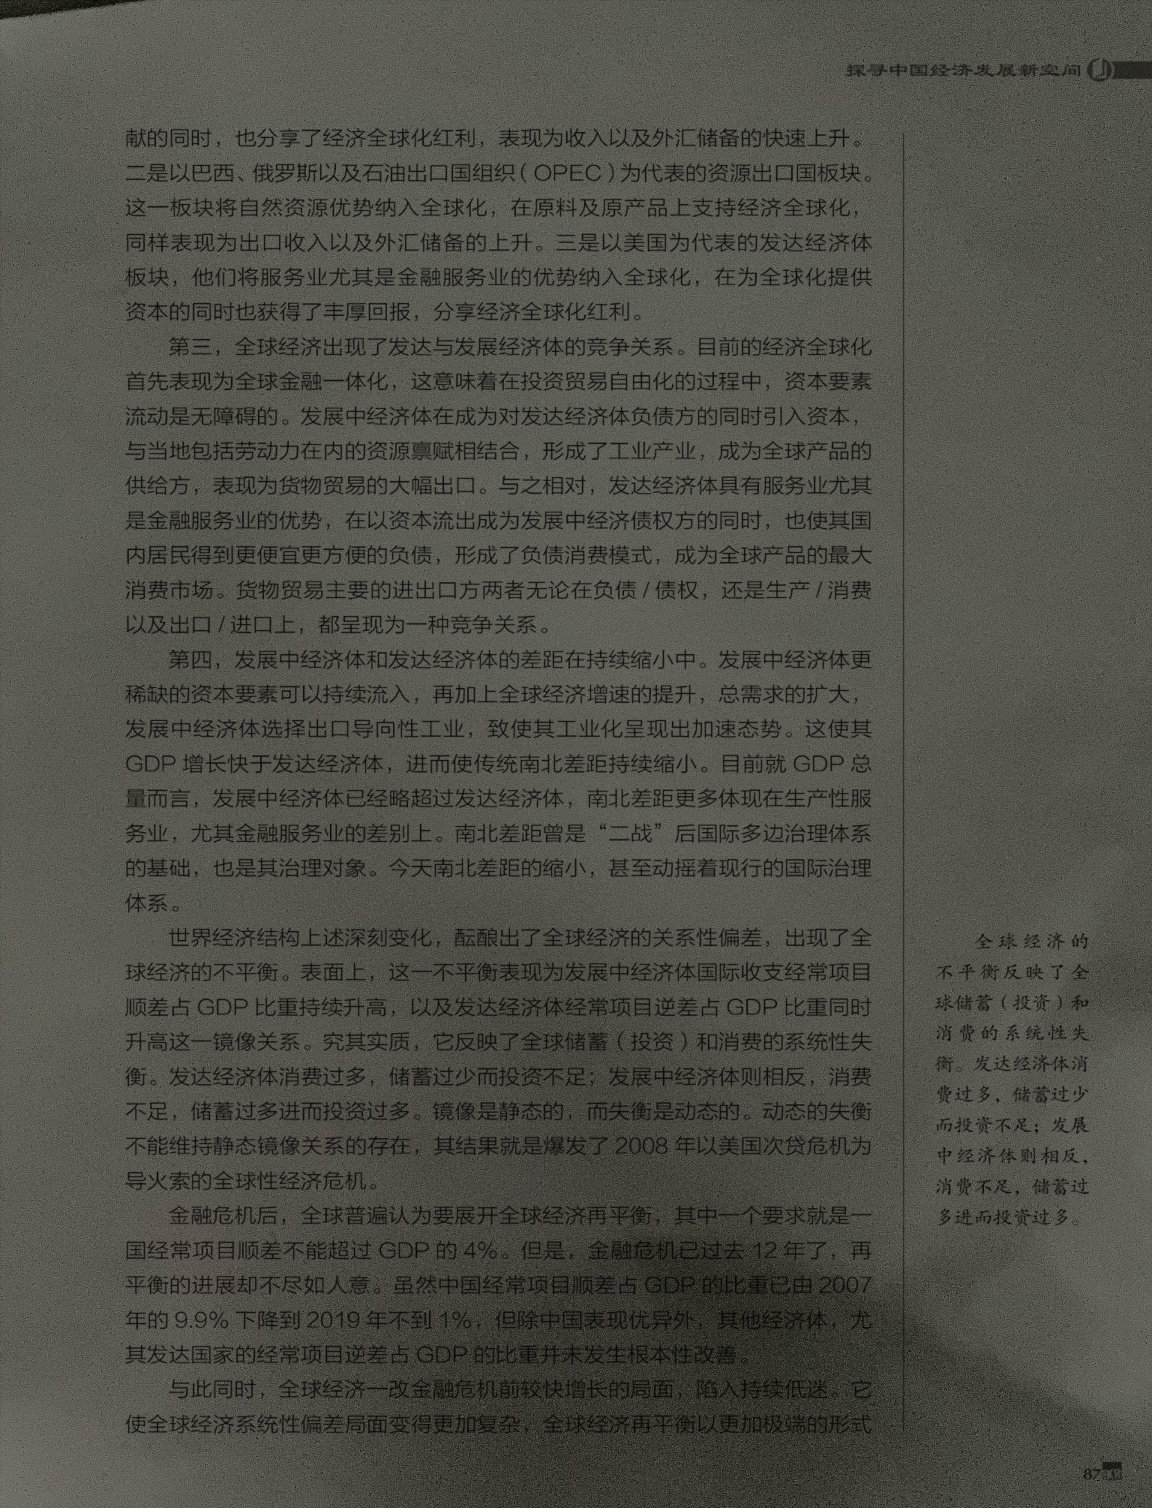 探寻中国经济发展新空间
献的同时，也分享了经济全球化红利，表现为收入以及外汇储备的快速上升。
二是以巴西、俄罗斯以及石油出口国组织（OPEC）为代表的资源出口国板块。
这一板块将自然资源优势纳入全球化，在原料及原产品上支持经济全球化，
同样表现为出口收入以及外汇储备的上升。三是以美国为代表的发达经济体
板块，他们将服务业尤其是金融服务业的优势纳入全球化，在为全球化提供
资本的同时也获得了丰厚回报，分享经济全球化红利。
第三，全球经济出现了发达与发展经济体的竞争关系。目前的经济全球化
首先表现为全球金融一体化，这意味着在投资贸易自由化的过程中，资本要素
流动是无障碍的。发展中经济体在成为对发达经济体负债方的同时引入资本，
与当地包括劳动力在内的资源禀赋相结合，形成了工业产业，成为全球产品的
供给方，表现为货物贸易的大幅出口。与之相对，发达经济体具有服务业尤其
是金融服务业的优势，在以资本流出成为发展中经济债权方的同时，也使其国
内居民得到更便宜更方便的负债，形成了负债消费模式，成为全球产品的最大
消费市场。货物贸易主要的进出口方两者无论在负债/债权，还是生产/消费
以及出口/进口上，都呈现为一种竞争关系。
第四，发展中经济体和发达经济体的差距在持续缩小中。发展中经济体更
稀缺的资本要素可以持续流入，再加上全球经济增速的提升，总需求的扩大，
发展中经济体选择出口导向性工业，致使其工业化呈现出加速态势。这使其
GDP 增长快于发达经济体，进而使传统南北差距持续缩小。目前就 GDP 总
量而言，发展中经济体已经略超过发达经济体，南北差距更多体现在生产性服
务业，尤其金融服务业的差别上。南北差距曾是“二战”后国际多边治理体系
的基础，也是其治理对象。今天南北差距的缩小，甚至动摇着现行的国际治理
体系。
世界经济结构上述深刻变化，酝酿出了全球经济的关系性偏差，出现了全
球经济的不平衡。表面上，这一不平衡表现为发展中经济体国际收支经常项目
顺差占 GDP 比重持续升高，以及发达经济体经常项目逆差占 GDP 比重同时
升高这一镜像关系。究其实质，它反映了全球储蓄（投资）和消费的系统性失
衡。发达经济体消费过多，储蓄过少而投资不足；发展中经济体则相反，消费
不足，储蓄过多进而投资过多。镜像是静态的，而失衡是动态的。动态的失衡
不能维持静态镜像关系的存在，其结果就是爆发了 2008 年以美国次贷危机为
导火索的全球性经济危机。
金融危机后，全球普遍认为要展开全球经济再平衡，其中一个要求就是一
国经常项目顺差不能超过 GDP 的 4%。但是，金融危机已过去 12 年了，再
平衡的进展却不尽如人意。虽然中国经常项目顺差占 GDP 的比重已由 2007
年的 9.9% 下降到 2019 年不到 1%，但除中国表现优异外，其他经济体，尤
其发达国家的经常项目逆差占 GDP 的比重并未发生根本性改善。
与此同时，全球经济一改金融危机前较快增长的局面，陷入持续低迷。它
使全球经济系统性偏差局面变得更加复杂，全球经济再平衡以更加极端的形式
全球经济的
不平衡反映了全
球储蓄（投资）和
消费的系统性失
衡。发达经济体消
费过多，储蓄过少
而投资不足；发展
中经济体则相反，
消费不足，储蓄过
多进而投资过多。
87